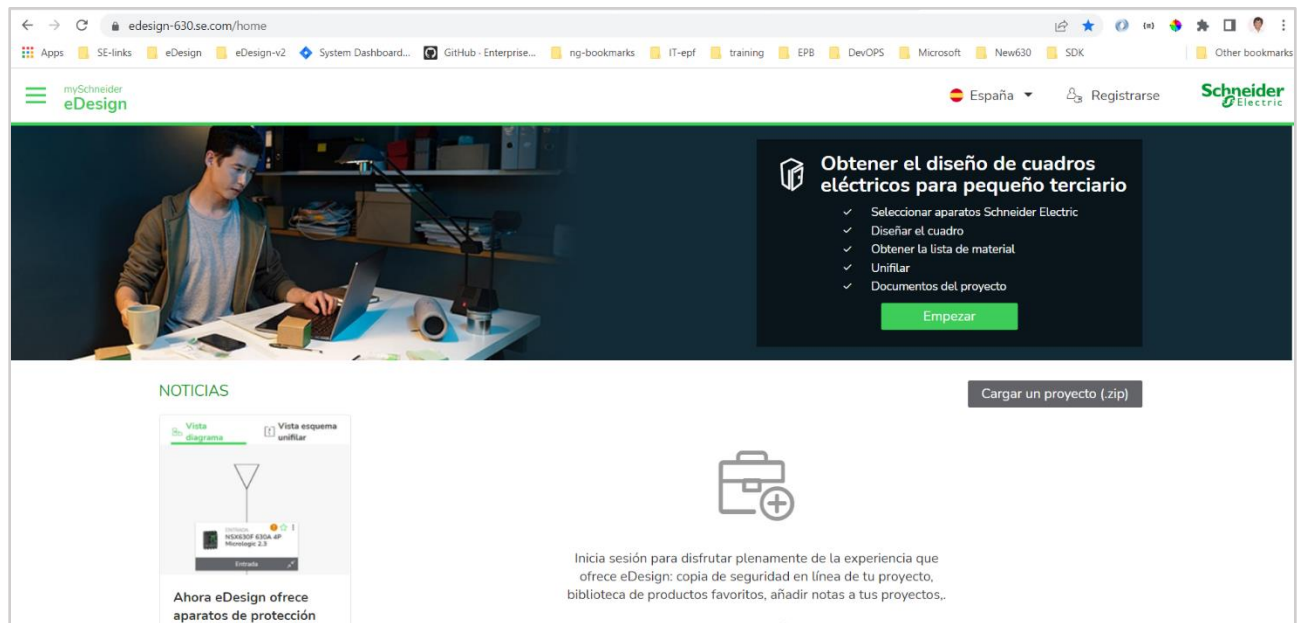 edesign-630.se.com/home
Apps SE-links eDesign eDesign-v2 System Dashboard... GitHub - Enterprise... ng-bookmarks IT-epf training EPB DevOPS Microsoft New630 SDK Other bookmarks
mySchneider
eDesign
España Registrarse
Schneider
Electric
Obtener el diseño de cuadros
eléctricos para pequeño terciario
Seleccionar aparatos Schneider Electric
Diseñar el cuadro
Obtener la lista de material
Unifilar
Documentos del proyecto
Empezar
NOTICIAS
Cargar un proyecto (.zip)
Vista
diagrama
Vista esquema
unifilar
NSX630F 630A 4P
Micrologic 2.3
Entrada
Ahora eDesign ofrece
aparatos de protección
Inicia sesión para disfrutar plenamente de la experiencia que
ofrece eDesign: copia de seguridad en línea de tu proyecto,
biblioteca de productos favoritos, añadir notas a tus proyectos,.